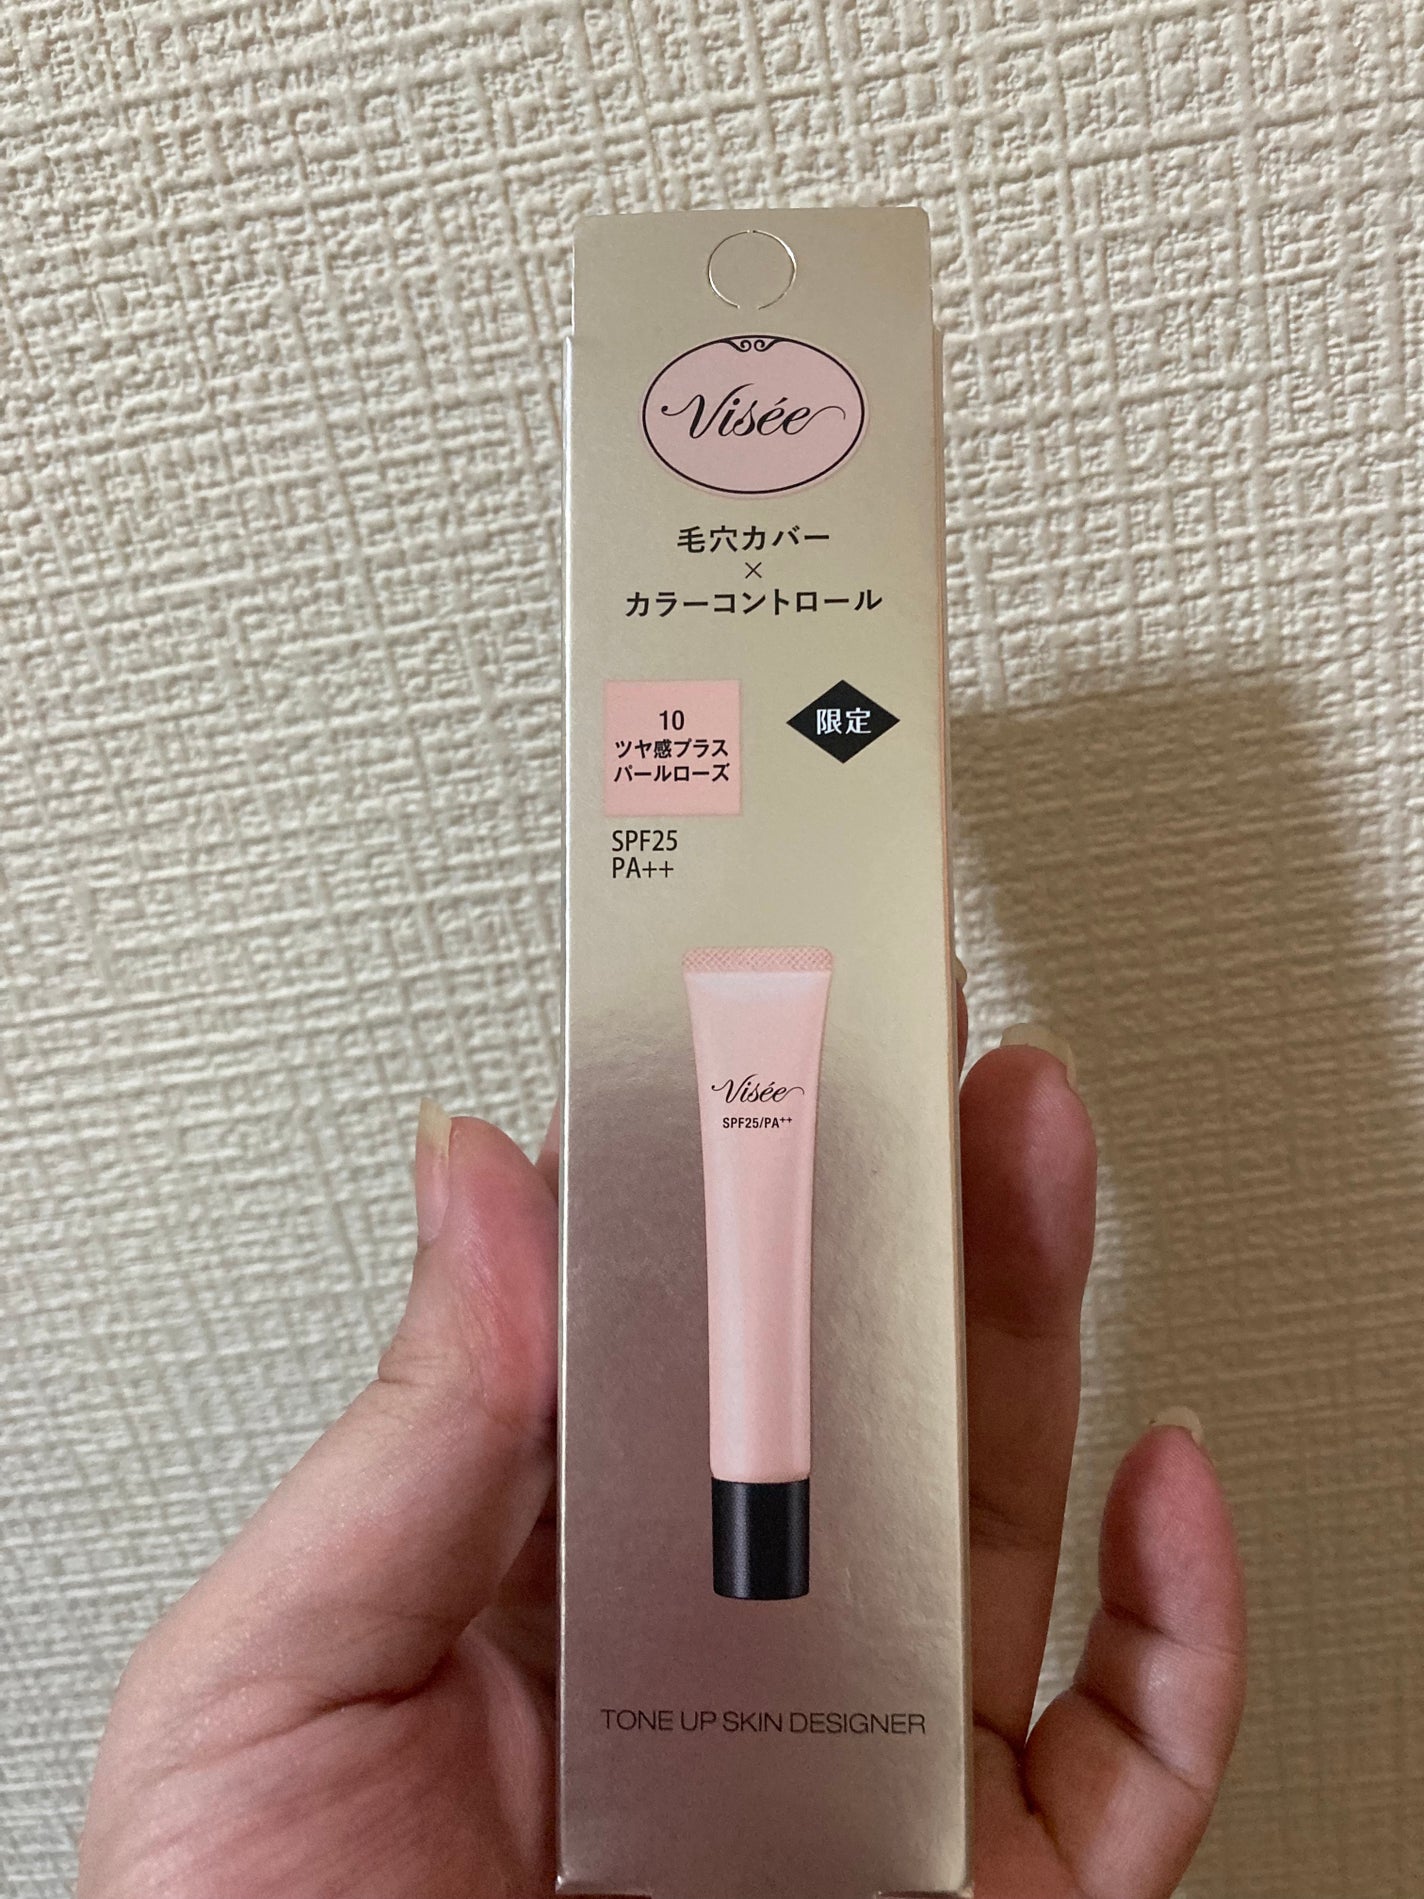 Visée
毛穴カバー
×
カラーコントロール
10
ツヤ感プラス
パールローズ
限定
SPF25
PA++
Visée
SPF25/PA++
TONE UP SKIN DESIGNER